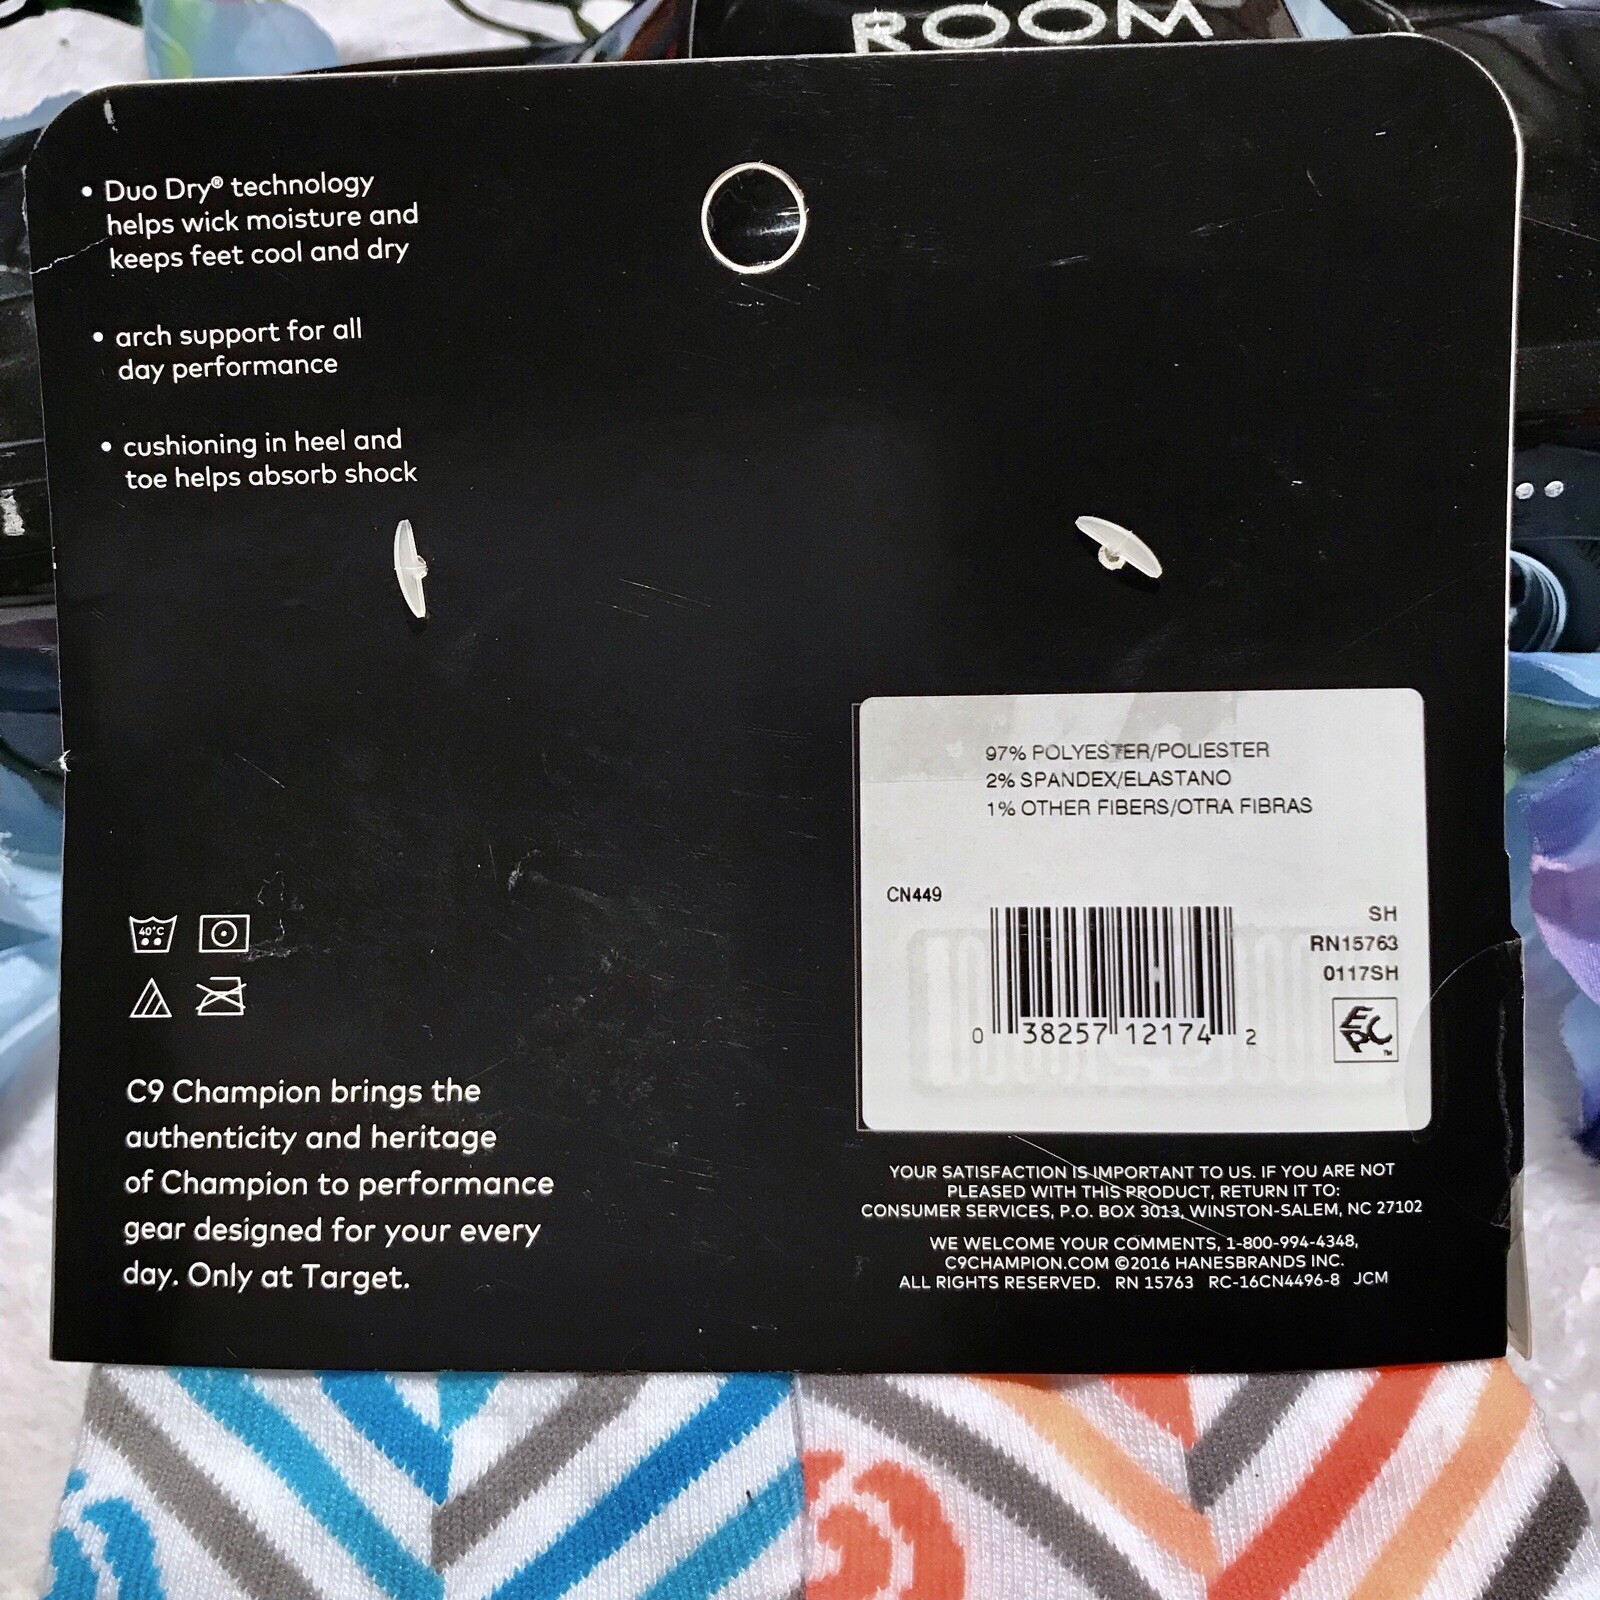 ROOM
• Duo Dry® technology
helps wick moisture and
keeps feet cool and dry
• arch support for all
day performance
• cushioning in heel and
toe helps absorb shock
97% POLYESTER/POLIESTER
2% SPANDEX/ELASTANO
1% OTHER FIBERS/OTRA FIBRAS
CN449
SH
RN15763
0117SH
0 38257 12174 2
EPC™
40°C
C9 Champion brings the
authenticity and heritage
of Champion to performance
gear designed for your every
day. Only at Target.
YOUR SATISFACTION IS IMPORTANT TO US. IF YOU ARE NOT
PLEASED WITH THIS PRODUCT, RETURN IT TO:
CONSUMER SERVICES, P.O. BOX 3013, WINSTON-SALEM, NC 27102
WE WELCOME YOUR COMMENTS, 1-800-994-4348,
C9CHAMPION.COM ©2016 HANESBRANDS INC.
ALL RIGHTS RESERVED. RN 15763 RC-16CN4496-8 JCM